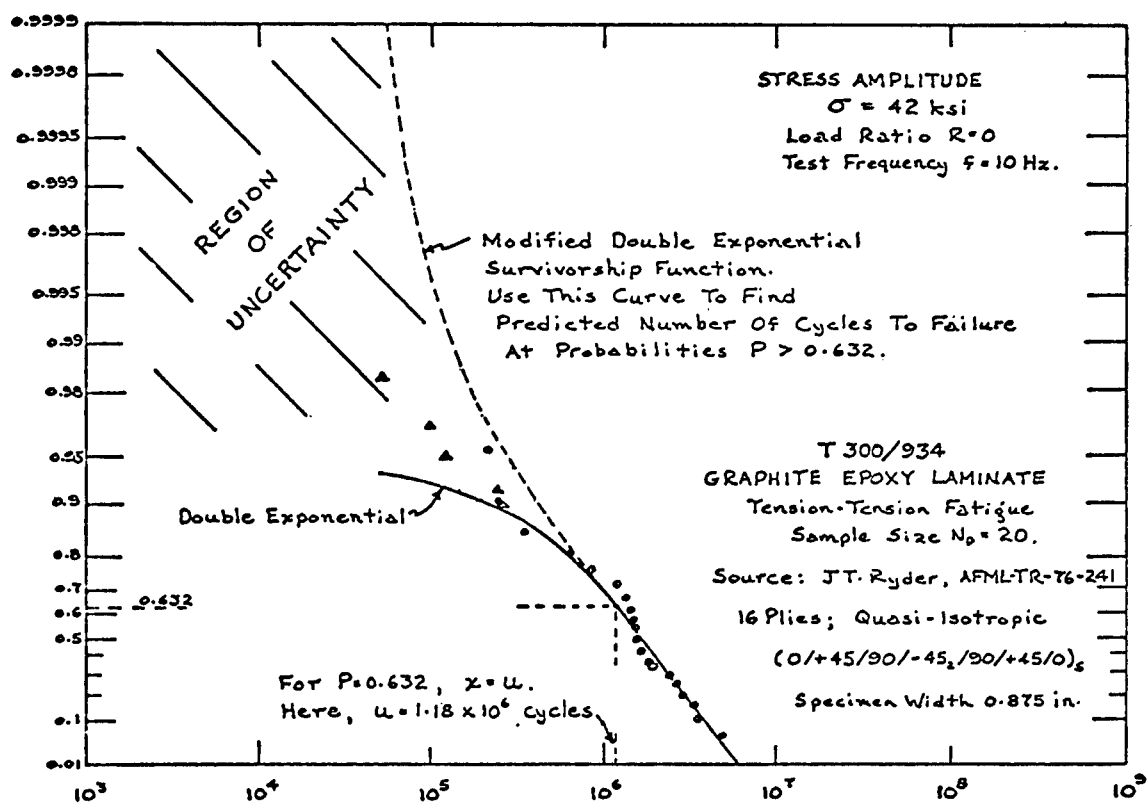 0.9999
0.9998
0.9995
0.999
0.998
0.995
0.99
0.98
0.95
0.9
0.8
0.7
0.6
0.5
0.1
0.01
10³
10⁴
10⁵
10⁶
10⁷
10⁸
10⁹
REGION
OF
UNCERTAINTY
STRESS AMPLITUDE
σ = 42 ksi
Load Ratio R=0
Test Frequency f = 10 Hz.
Modified Double Exponential
Survivorship Function.
Use This Curve To Find
Predicted Number Of Cycles To Failure
At Probabilities P > 0.632.
T 300/934
GRAPHITE EPOXY LAMINATE
Tension-Tension Fatigue
Sample Size Nₚ = 20.
Source: JT. Ryder, AFML-TR-76-241
16 Plies; Quasi-Isotropic
(0/+45/90/-45₂/90/+45/0)ₛ
Specimen Width 0.875 in.
Double Exponential
0.632
For P=0.632, x=u.
Here, u=1.18 x 10⁶ cycles